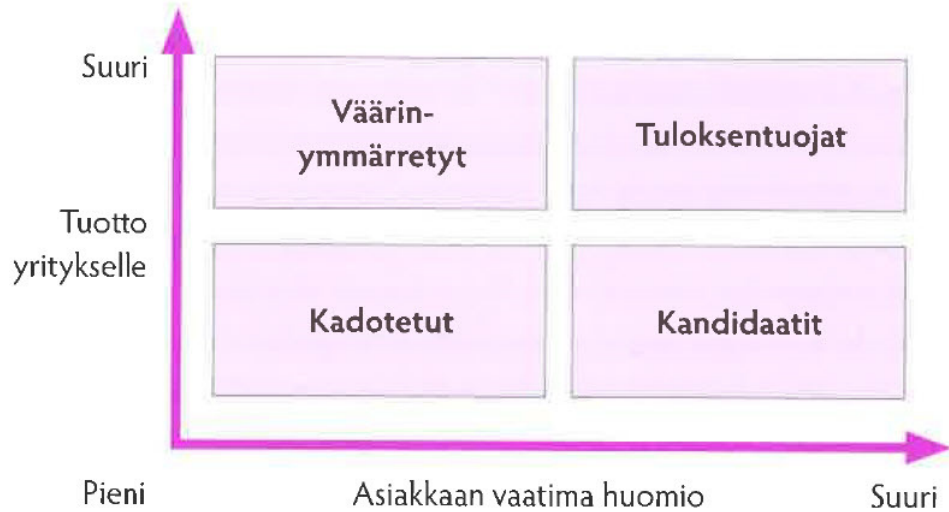 Suuri
Väärin-
ymmärretyt
Tuloksentuojat
Tuotto
yritykselle
Kadotetut
Kandidaatit
Pieni
Asiakkaan vaatima huomio
Suuri